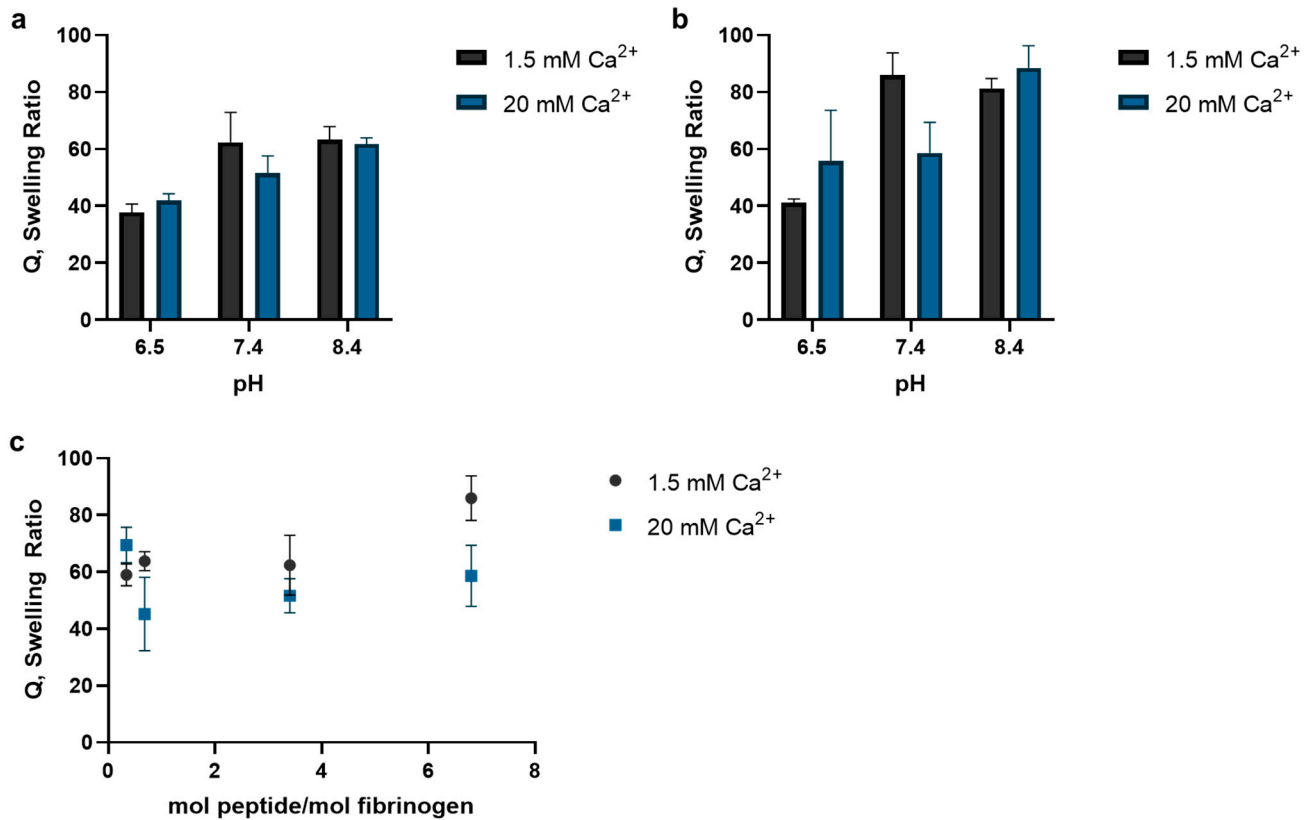 a
100
80
60
40
20
0
Q, Swelling Ratio
6.5 7.4 8.4
pH
1.5 mM Ca²⁺
20 mM Ca²⁺
b
100
80
60
40
20
0
Q, Swelling Ratio
6.5 7.4 8.4
pH
1.5 mM Ca²⁺
20 mM Ca²⁺
c
100
80
60
40
20
0
Q, Swelling Ratio
0 2 4 6 8
mol peptide/mol fibrinogen
1.5 mM Ca²⁺
20 mM Ca²⁺